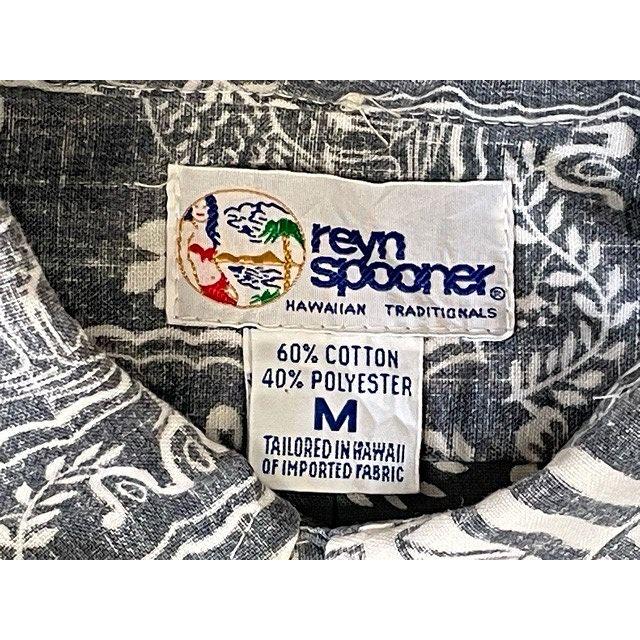 reyn
spooner®
HAWAIIAN TRADITIONALS
60% COTTON
40% POLYESTER
M
TAILORED IN HAWAII
OF IMPORTED FABRIC